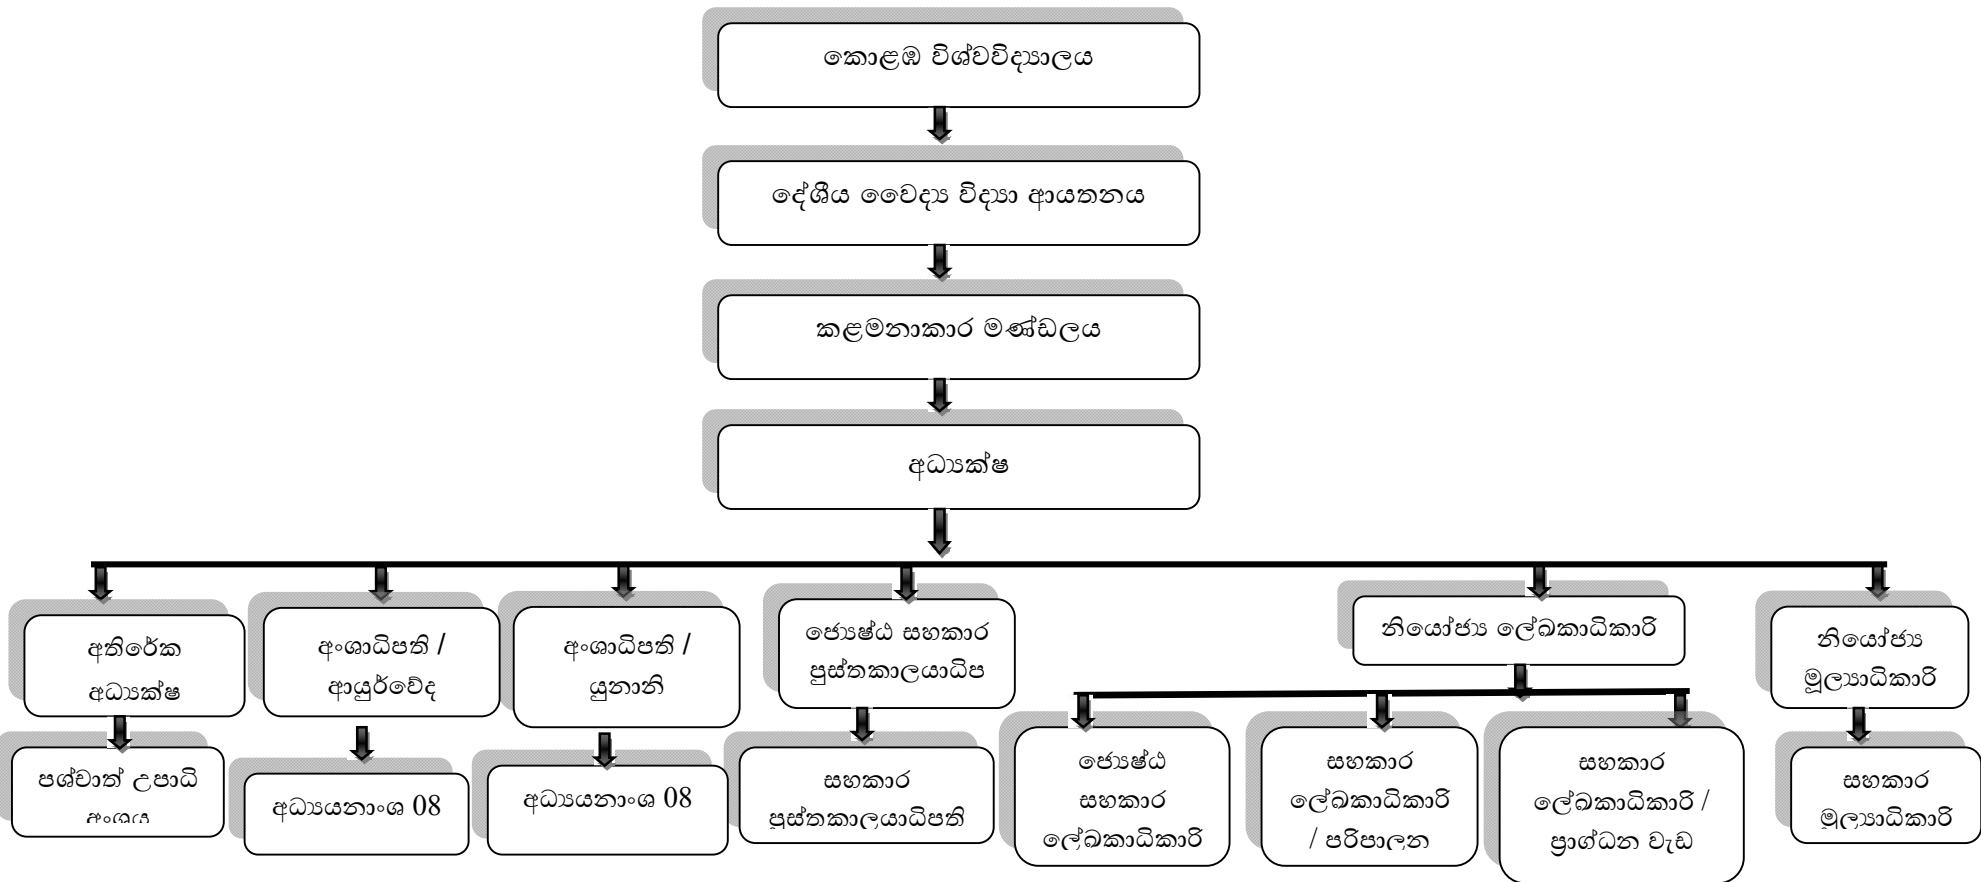 කොළඹ විශ්වවිද්‍යාලය
දේශීය වෛද්‍ය විද්‍යා ආයතනය
කළමනාකාර මණ්ඩලය
අධ්‍යක්ෂ
අතිරේක
අධ්‍යක්ෂ
අංශාධිපති /
ආයුර්වේද
අංශාධිපති /
යුනානි
ජ්‍යෙෂ්ඨ සහකාර
පුස්තකාලයාධිප
නියෝජ්‍ය ලේඛකාධිකාරි
නියෝජ්‍ය
මූල්‍යාධිකාරි
පශ්චාත් උපාධි
අංශය
අධ්‍යයනාංශ 08
අධ්‍යයනාංශ 08
සහකාර
පුස්තකාලයාධිපති
ජ්‍යෙෂ්ඨ
සහකාර
ලේඛකාධිකාරි
සහකාර
ලේඛකාධිකාරි
/ පරිපාලන
සහකාර
ලේඛකාධිකාරි /
ප්‍රාග්ධන වැඩ
සහකාර
මූල්‍යාධිකාරි